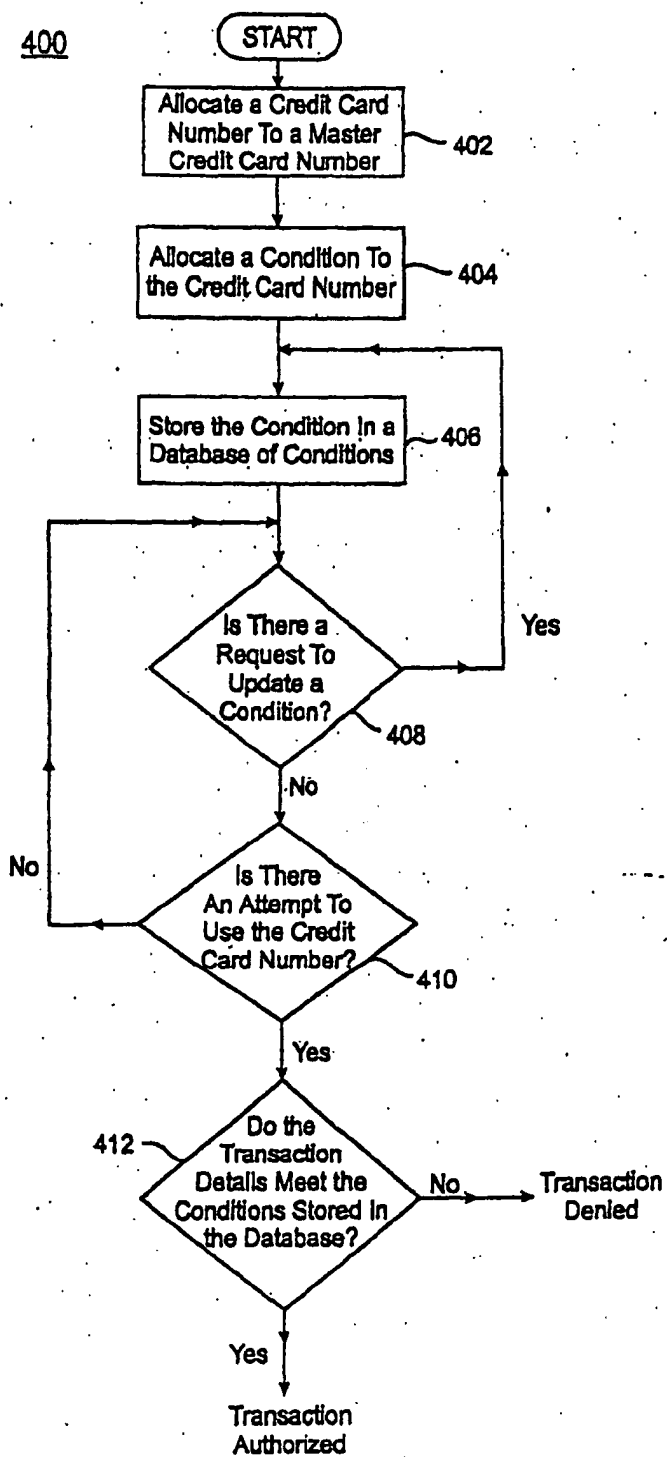 400
START
Allocate a Credit Card
Number To a Master
Credit Card Number
402
Allocate a Condition To
the Credit Card Number
404
Store the Condition In a
Database of Conditions
406
Is There a
Request To
Update a
Condition?
408
Yes
No
Is There
An Attempt To
Use the Credit
Card Number?
410
No
Yes
412
Do the
Transaction
Details Meet the
Conditions Stored In
the Database?
No
Transaction
Denied
Yes
Transaction
Authorized